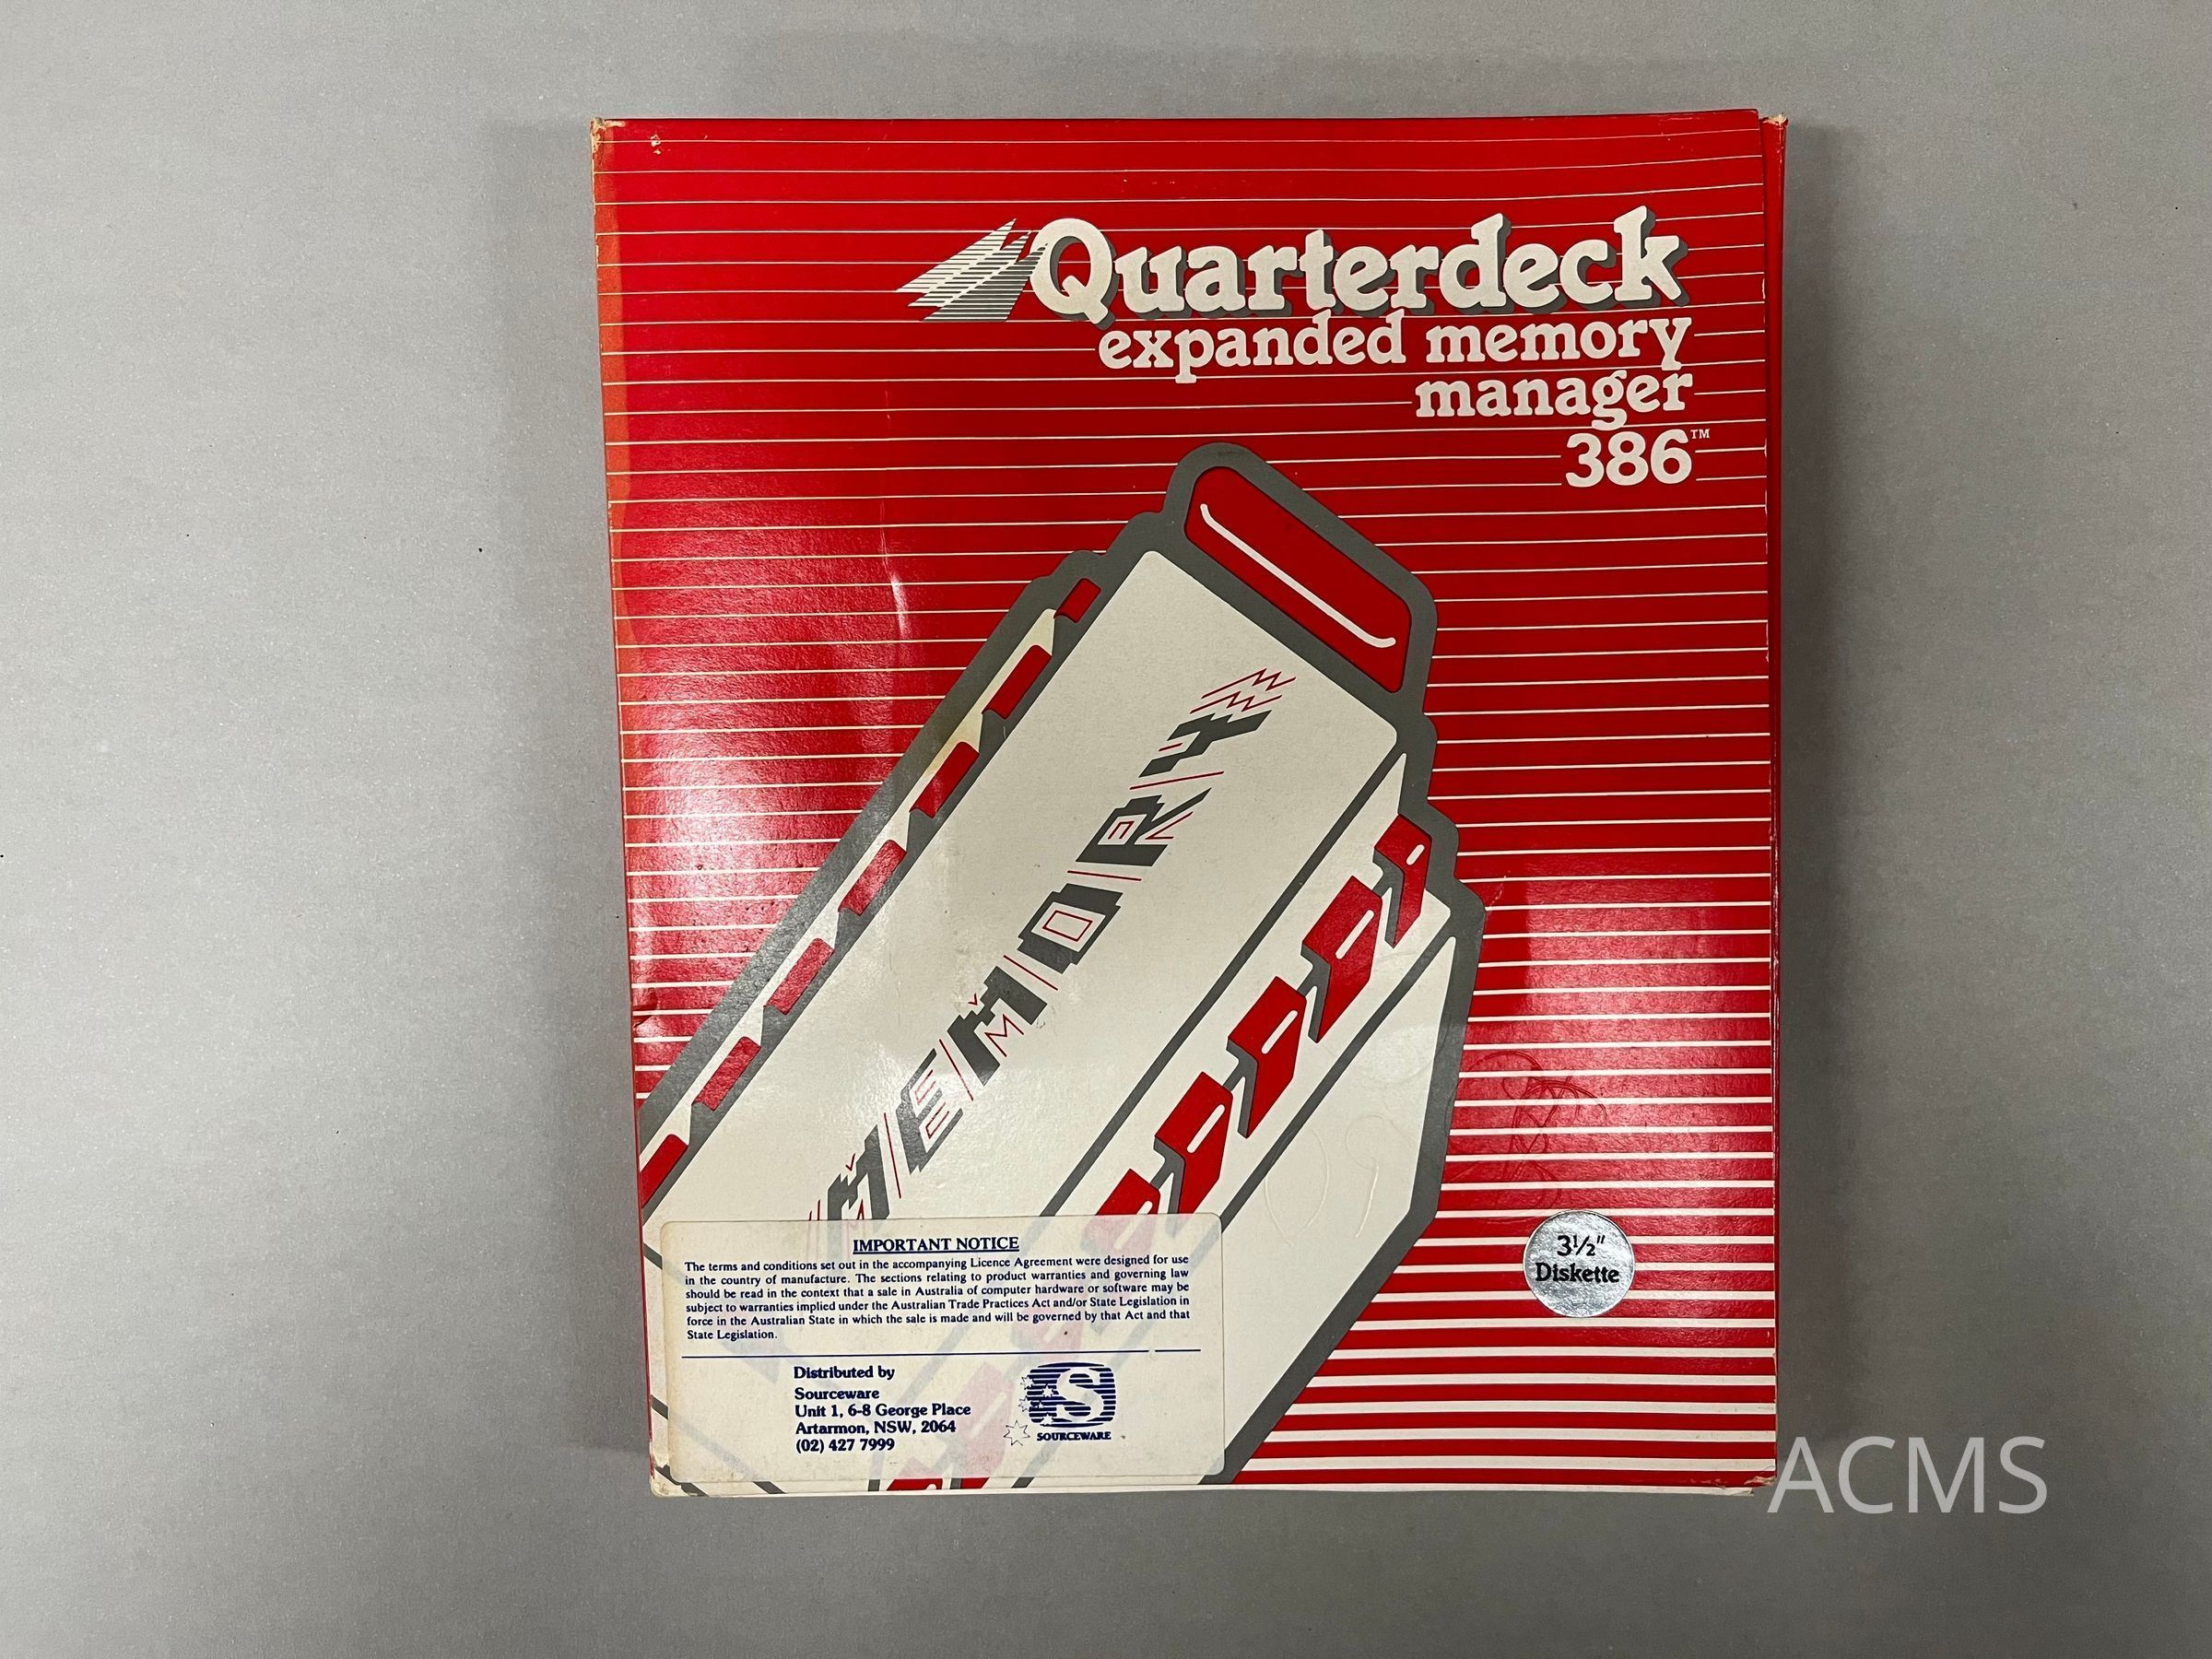 Quarterdeck
expanded memory
manager
386™
MEMORY
3½"
Diskette
IMPORTANT NOTICE
The terms and conditions set out in the accompanying Licence Agreement were designed for use
in the country of manufacture. The sections relating to product warranties and governing law
should be read in the context that a sale in Australia of computer hardware or software may be
subject to warranties implied under the Australian Trade Practices Act and/or State Legislation in
force in the Australian State in which the sale is made and will be governed by that Act and that
State Legislation.
Distributed by
Sourceware
Unit 1, 6-8 George Place
Artarmon, NSW, 2064
(02) 427 7999
S
SOURCEWARE
ACMS